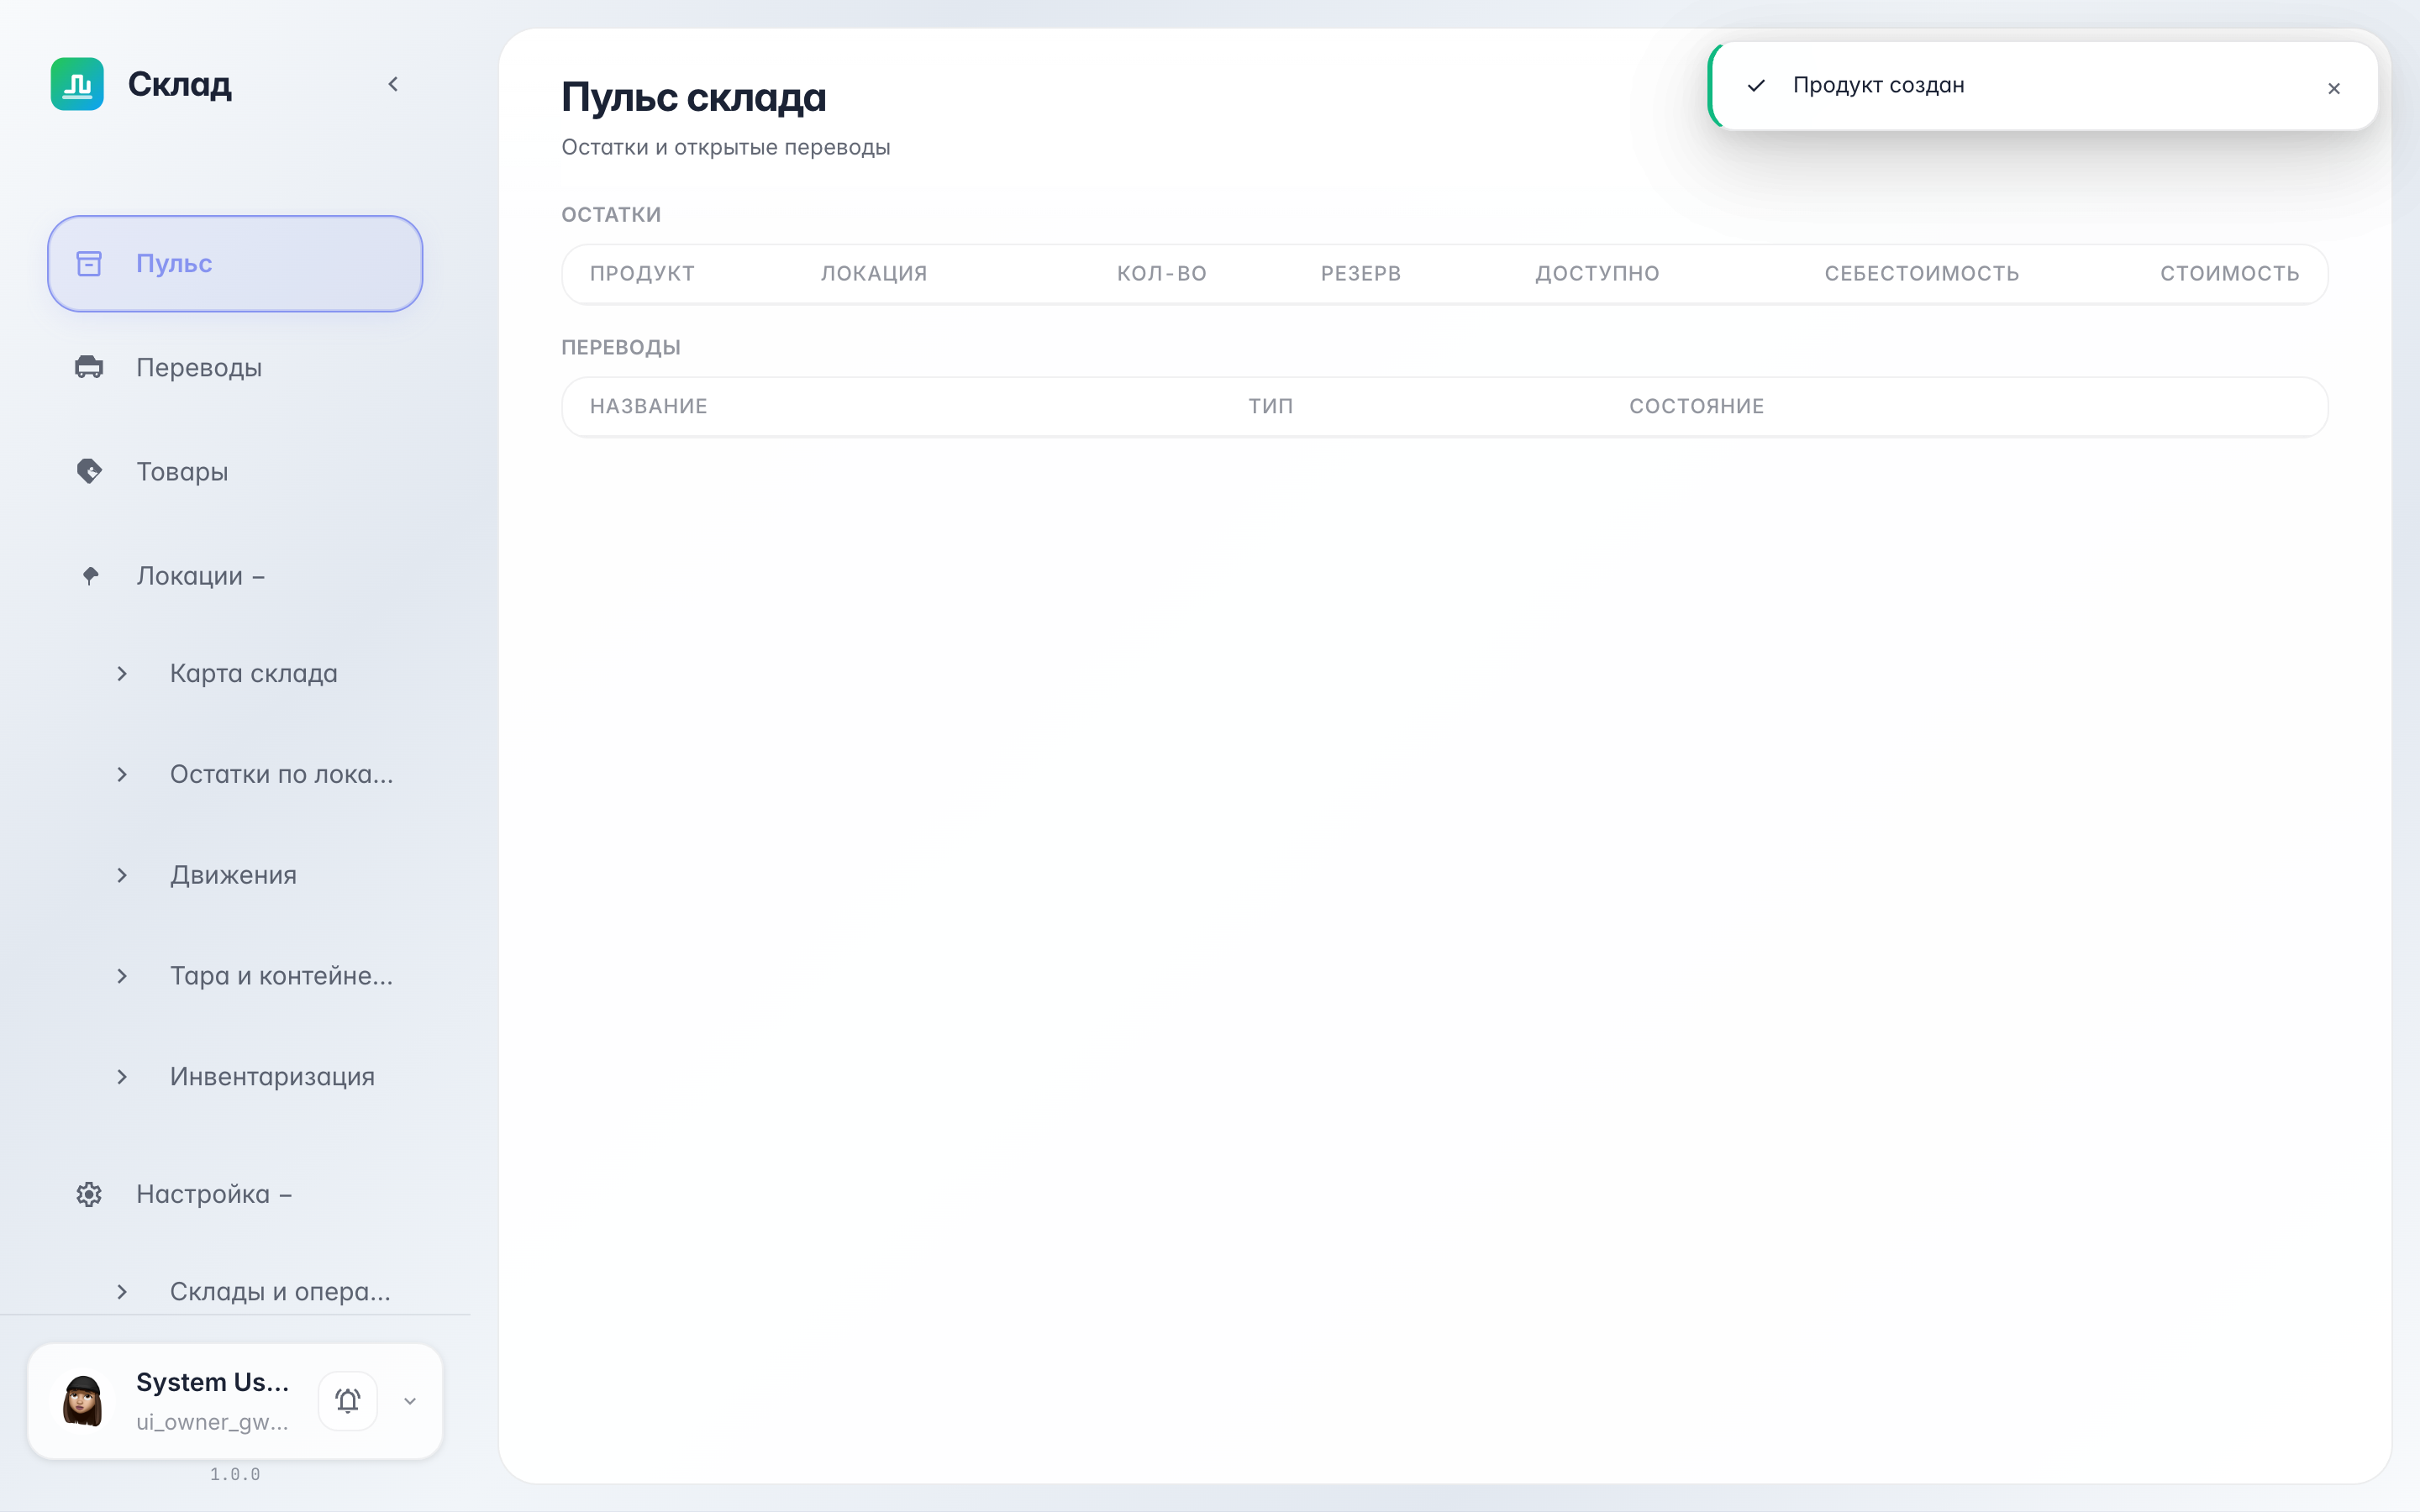 Склад
Пульс
Переводы
Товары
Локации –
Карта склада
Остатки по лока...
Движения
Тара и контейне...
Инвентаризация
Настройка –
Склады и опера...
System Us...
ui_owner_gw...
1.0.0
Пульс склада
Остатки и открытые переводы
Продукт создан
ОСТАТКИ
ПРОДУКТ ЛОКАЦИЯ КОЛ-ВО РЕЗЕРВ ДОСТУПНО СЕБЕСТОИМОСТЬ СТОИМОСТЬ
ПЕРЕВОДЫ
НАЗВАНИЕ ТИП СОСТОЯНИЕ